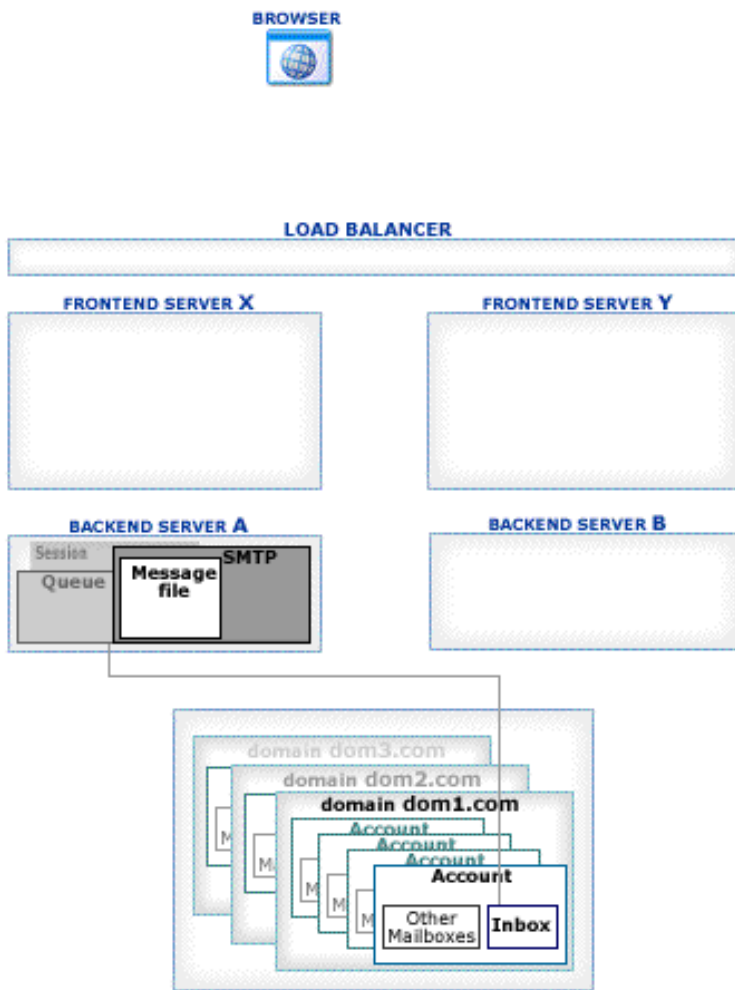 BROWSER
LOAD BALANCER
FRONTEND SERVER X
FRONTEND SERVER Y
BACKEND SERVER A
BACKEND SERVER B
Session
SMTP
Queue
Message
file
domain dom3.com
domain dom2.com
domain dom1.com
Account
Account
Account
Account
M
M
M
M
M
Other
Mailboxes
Inbox